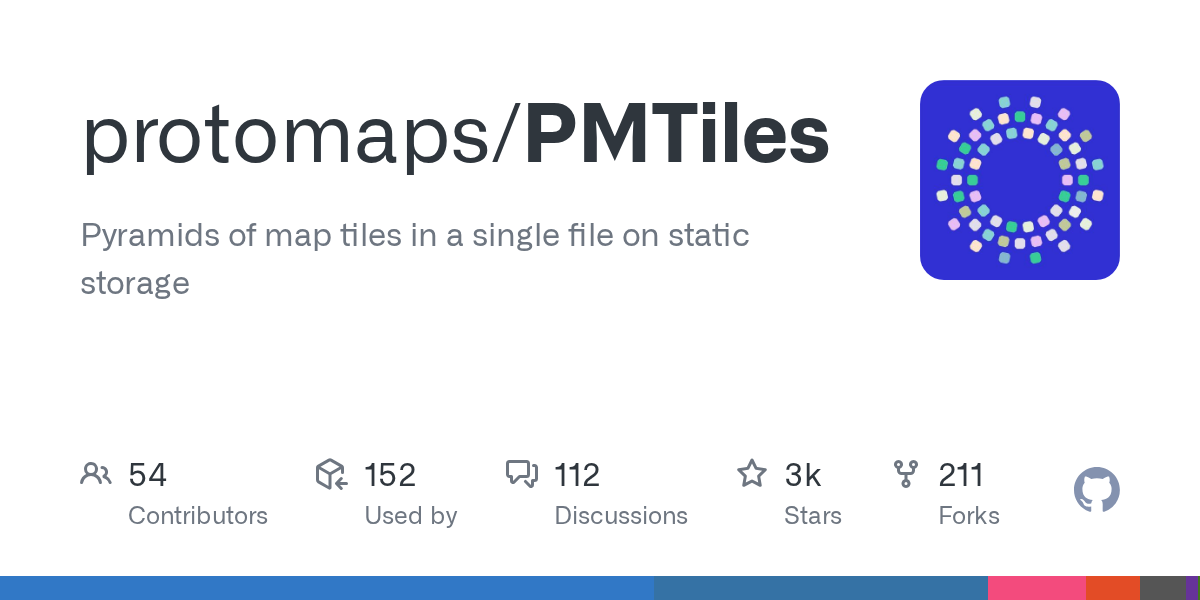 protomaps/PMTiles
Pyramids of map tiles in a single file on static
storage
54 152 112 3k 211
Contributors Used by Discussions Stars Forks